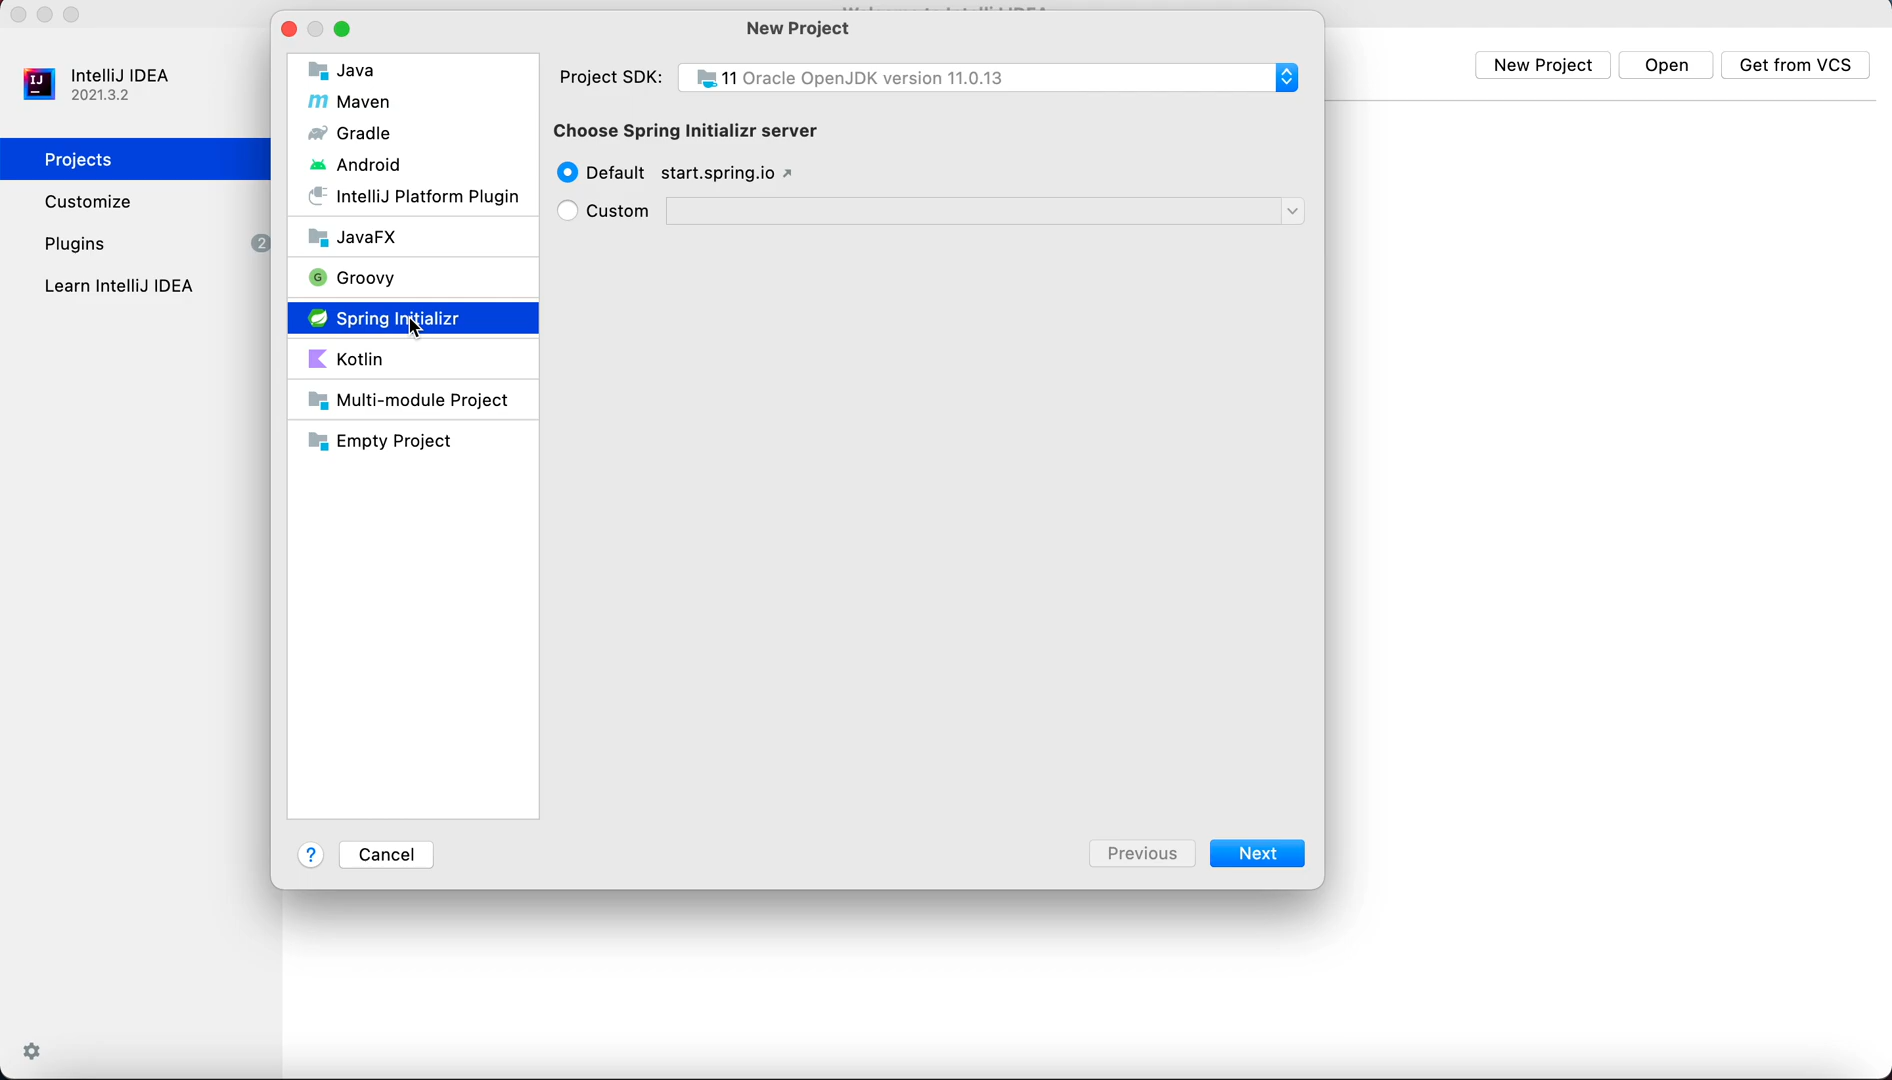 New Project
IntelliJ IDEA
2021.3.2
New Project
Open
Get from VCS
Projects
Customize
Plugins
2
Learn IntelliJ IDEA
Java
Maven
Gradle
Android
IntelliJ Platform Plugin
JavaFX
Groovy
Spring Initializr
Kotlin
Multi-module Project
Empty Project
Project SDK: 11 Oracle OpenJDK version 11.0.13
Choose Spring Initializr server
Default start.spring.io
Custom
? Cancel
Previous
Next